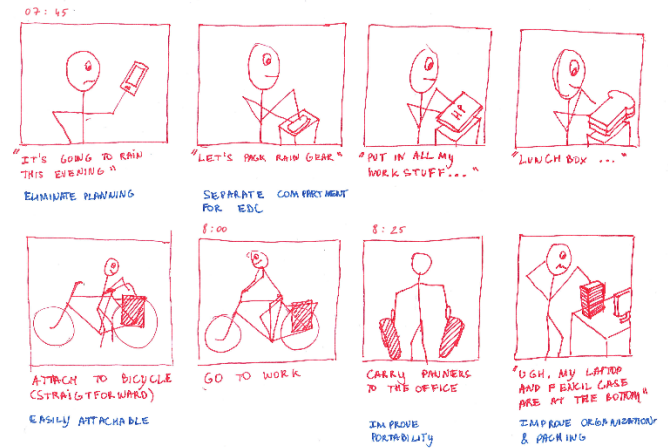 07:45
"IT'S GOING TO RAIN
THIS EVENING"
ELIMINATE PLANNING
"LET'S PACK RAIN GEAR"
SEPARATE COMPARTMENT
FOR EDC
HP
"PUT IN ALL MY
WORK STUFF..."
"LUNCH BOX ..."
ATTACH TO BICYCLE
(STRAIGTFORWARD)
EASILY ATTACHABLE
8:00
GO TO WORK
8:25
CARRY PANNERS
TO THE OFFICE
IMPROVE
PORTABILITY
"UGH, MY LAPTOP
AND PENCIL CASE
ARE AT THE BOTTOM"
IMPROVE ORGANIZATION
& PACKING